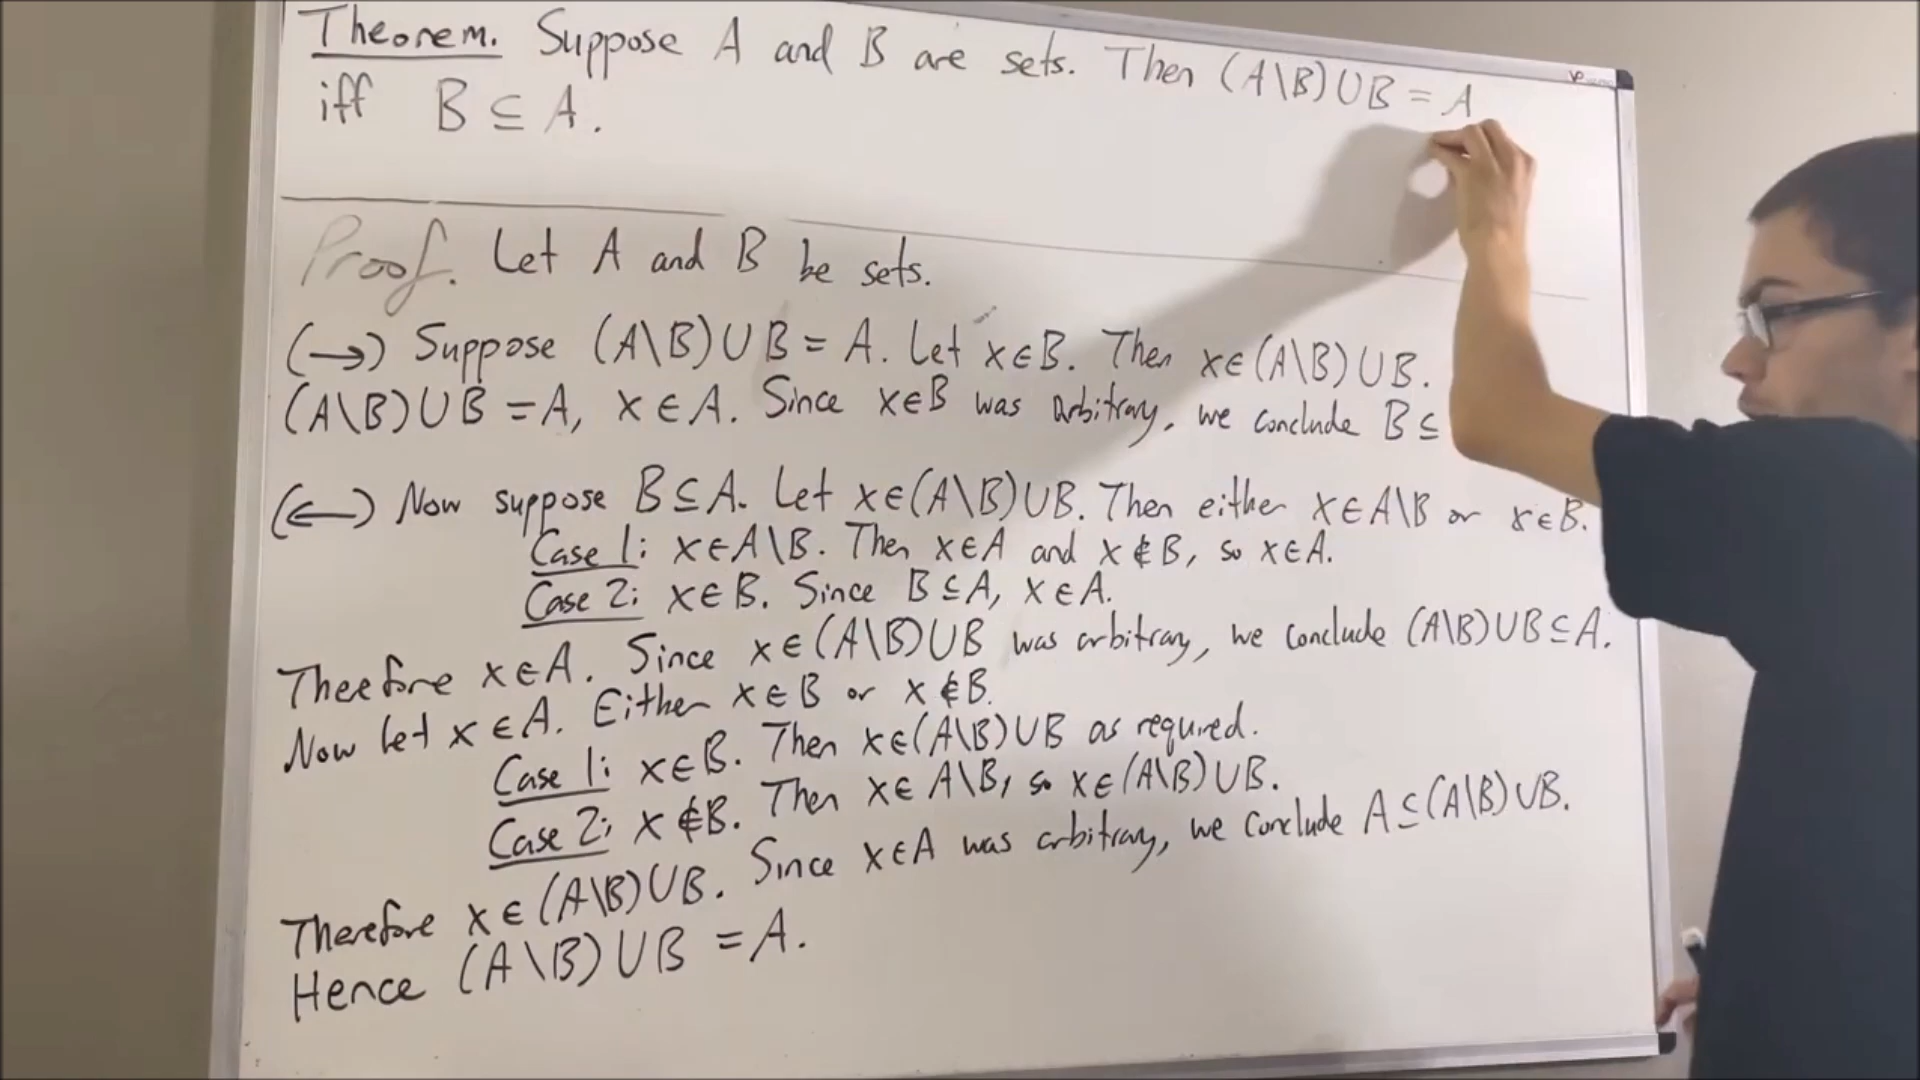 Theorem. Suppose A and B are sets. Then (A\B)∪B = A
iff B ⊆ A.
Proof. Let A and B be sets.
(→) Suppose (A\B)∪B = A. Let x∈B. Then x∈(A\B)∪B.
(A\B)∪B = A, x∈A. Since x∈B was arbitrary, we conclude B⊆
(←) Now suppose B⊆A. Let x∈(A\B)∪B. Then either x∈A\B or x∈B.
Case 1: x∈A\B. Then x∈A and x∉B, so x∈A.
Case 2: x∈B. Since B⊆A, x∈A.
Theefore x∈A. Since x∈(A\B)∪B was arbitrary, we conclude (A\B)∪B⊆A.
Now let x∈A. Either x∈B or x∉B.
Case 1: x∈B. Then x∈(A\B)∪B as required.
Case 2: x∉B. Then x∈A\B, so x∈(A\B)∪B.
Therefore x∈(A\B)∪B. Since x∈A was arbitrary, we conclude A⊆(A\B)∪B.
Hence (A\B)∪B = A.